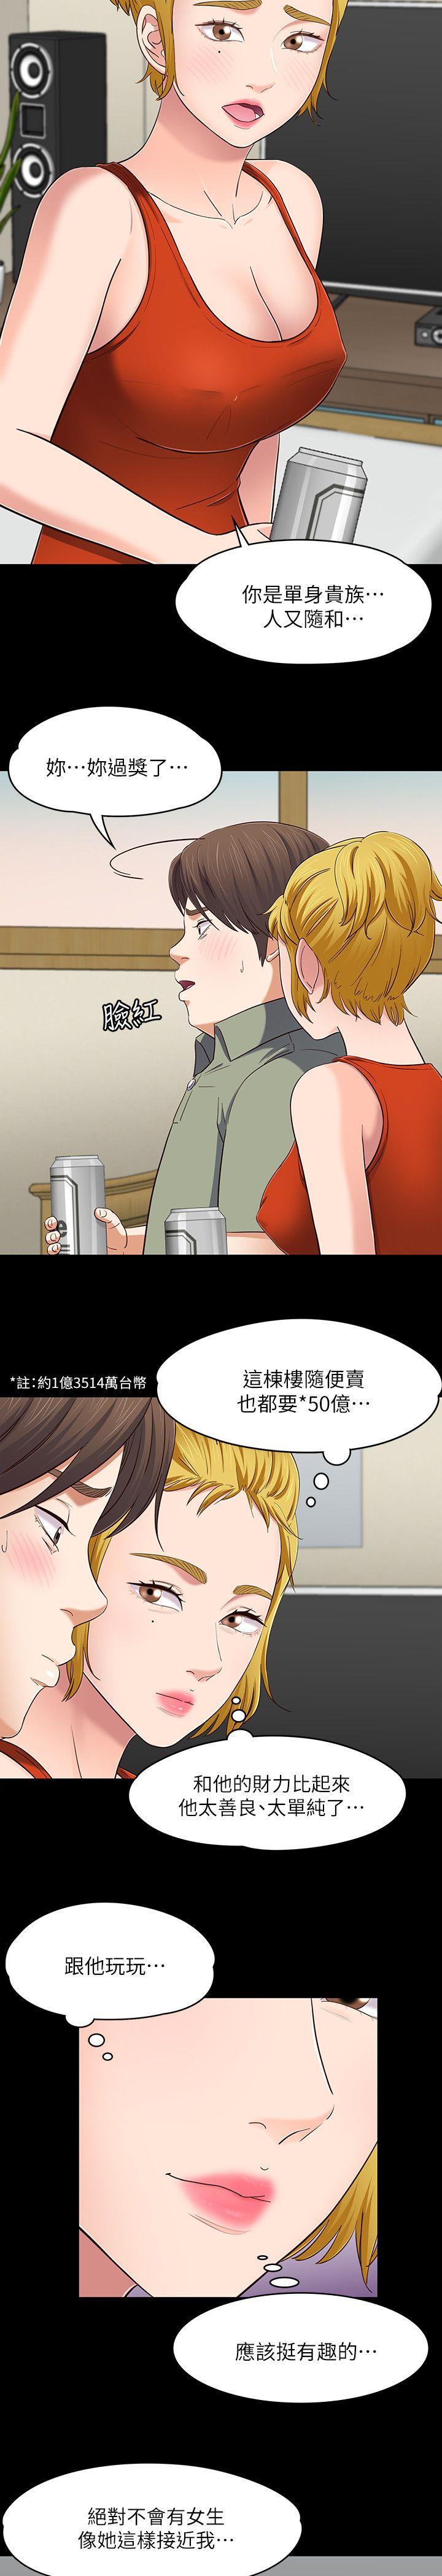 你是單身貴族⋯
人又隨和⋯
妳⋯妳過獎了⋯
臉紅
*註：約1億3514萬台幣
這棟樓隨便賣
也都要*50億⋯
和他的財力比起來
他太善良、太單純了⋯
跟他玩玩⋯
應該挺有趣的⋯
絕對不會有女生
像她這樣接近我⋯